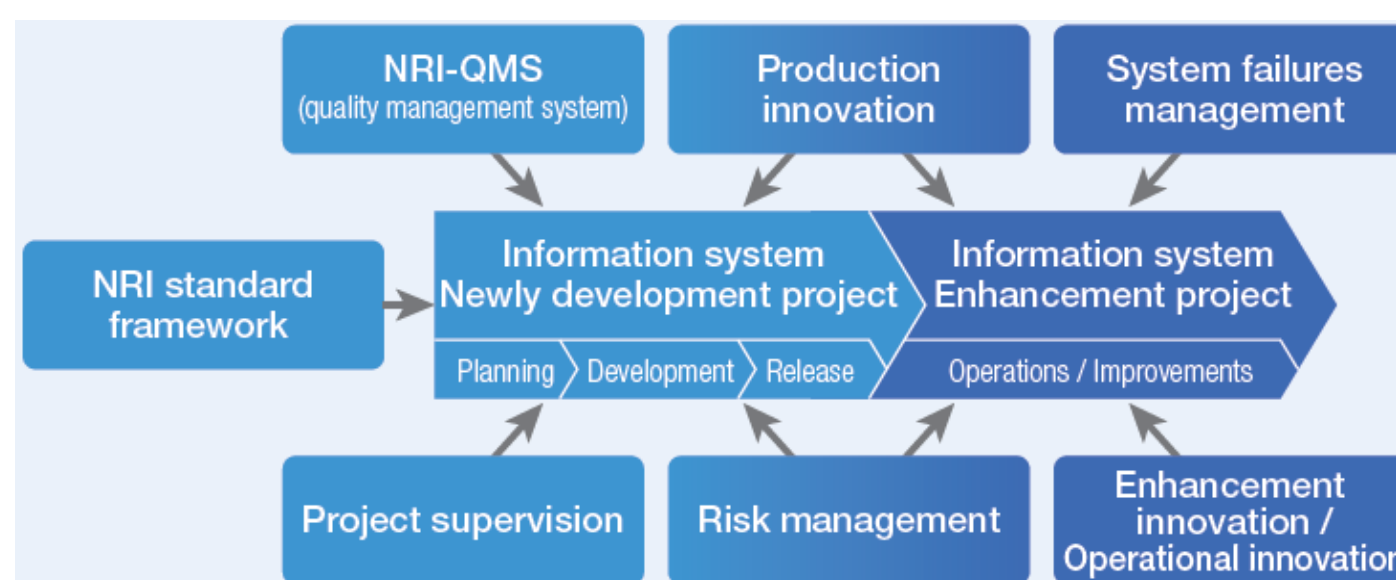 NRI-QMS
(quality management system)
Production
innovation
System failures
management
NRI standard
framework
Information system
Newly development project
Information system
Enhancement project
Planning
Development
Release
Operations / Improvements
Project supervision
Risk management
Enhancement
innovation /
Operational innovation